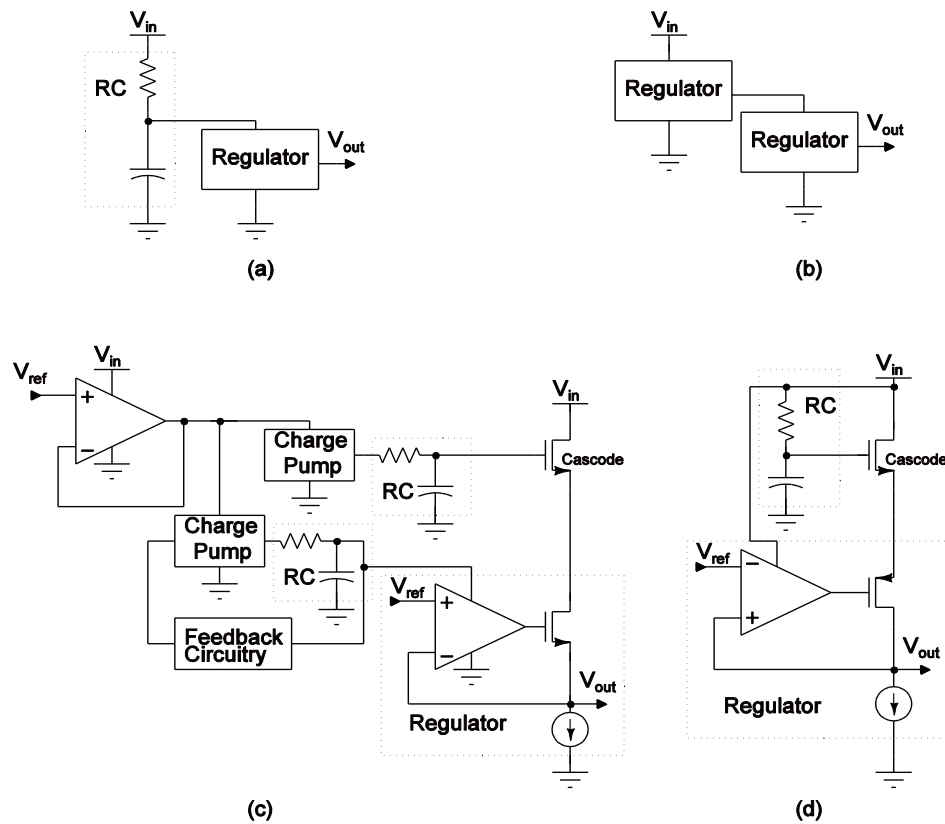 Vin
RC
Regulator
Vout
(a)
Vin
Regulator
Regulator
Vout
(b)
Vref
Vin
+
−
Charge
Pump
RC
Vin
Cascode
Charge
Pump
RC
Feedback
Circuitry
Vref
+
−
Vout
Regulator
(c)
Vin
RC
Cascode
Vref
−
+
Vout
Regulator
(d)